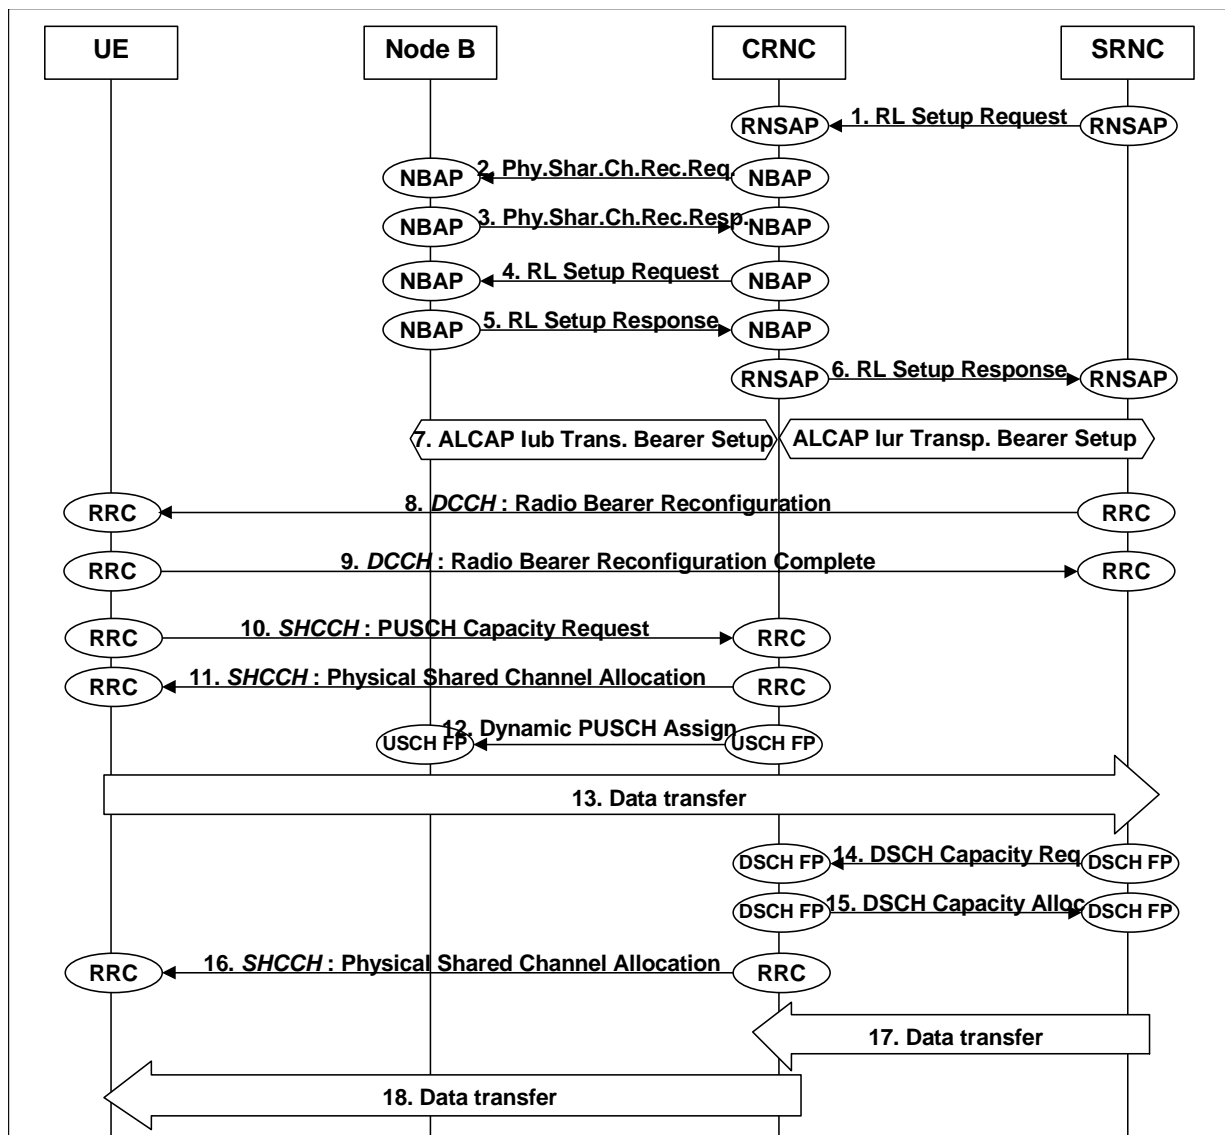 UE Node B CRNC SRNC
RNSAP 1. RL Setup Request RNSAP
NBAP 2. Phy.Shar.Ch.Rec.Req. NBAP
NBAP 3. Phy.Shar.Ch.Rec.Resp. NBAP
NBAP 4. RL Setup Request NBAP
NBAP 5. RL Setup Response NBAP
RNSAP 6. RL Setup Response RNSAP
7. ALCAP Iub Trans. Bearer Setup ALCAP Iur Transp. Bearer Setup
RRC 8. DCCH : Radio Bearer Reconfiguration RRC
RRC 9. DCCH : Radio Bearer Reconfiguration Complete RRC
RRC 10. SHCCH : PUSCH Capacity Request RRC
RRC 11. SHCCH : Physical Shared Channel Allocation RRC
USCH FP 12. Dynamic PUSCH Assign USCH FP
13. Data transfer
DSCH FP 14. DSCH Capacity Req DSCH FP
DSCH FP 15. DSCH Capacity Alloc DSCH FP
RRC 16. SHCCH : Physical Shared Channel Allocation RRC
17. Data transfer
18. Data transfer